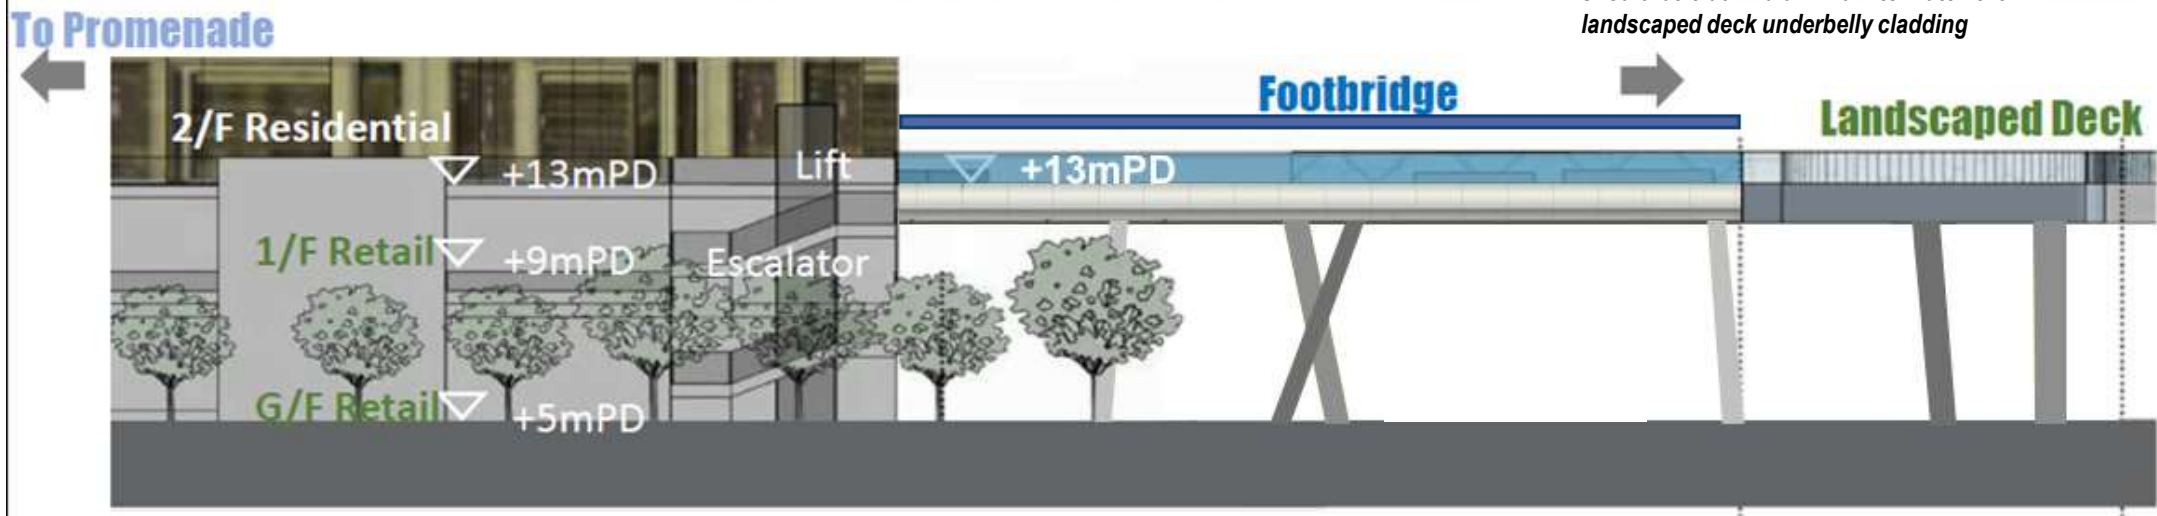 To Promenade
landscaped deck underbelly cladding
Footbridge
Landscaped Deck
2/F Residential
+13mPD
Lift
+13mPD
1/F Retail
+9mPD
Escalator
G/F Retail
+5mPD